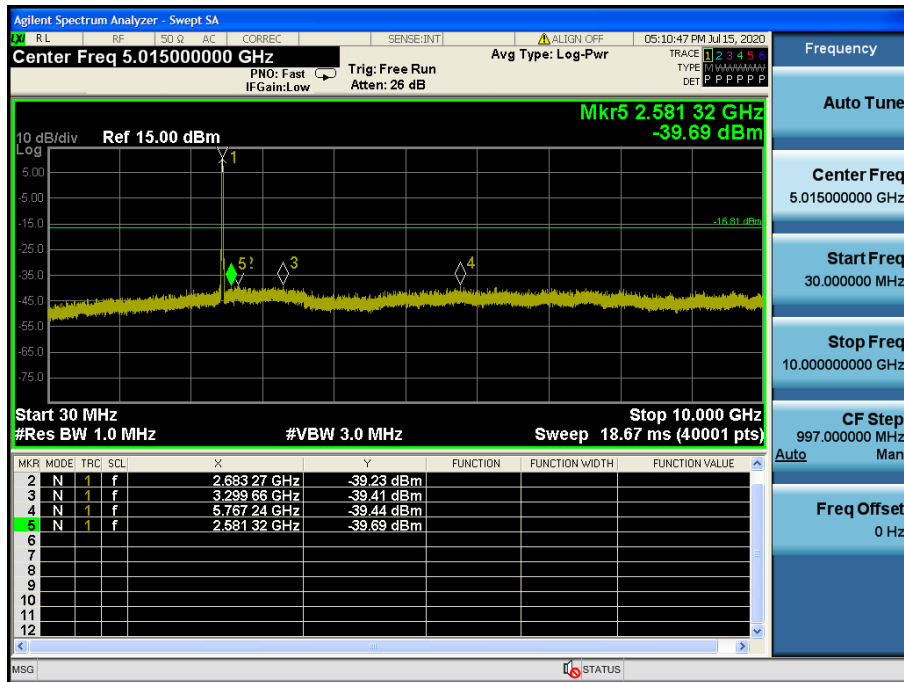 Agilent Spectrum Analyzer - Swept SA
LXI RL RF 50 Ω AC CORREC SENSE:INT ALIGN OFF 05:10:47 PM Jul 15, 2020
Center Freq 5.015000000 GHz
PNO: Fast
IFGain:Low
Trig: Free Run
Atten: 26 dB
Avg Type: Log-Pwr
TRACE 1 2 3 4 5 6
TYPE M WWWWW
DET P P P P P P
Frequency
Mkr5 2.581 32 GHz
-39.69 dBm
10 dB/div Ref 15.00 dBm
Log
1
5.00
-5.00
-15.0
-16.81 dBm
-25.0
5 2 3 4
-35.0
-45.0
-55.0
-65.0
-75.0
Start 30 MHz Stop 10.000 GHz
#Res BW 1.0 MHz #VBW 3.0 MHz Sweep 18.67 ms (40001 pts)
MKR MODE TRC SCL X Y FUNCTION FUNCTION WIDTH FUNCTION VALUE
2 N 1 f 2.683 27 GHz -39.23 dBm
3 N 1 f 3.299 66 GHz -39.41 dBm
4 N 1 f 5.767 24 GHz -39.44 dBm
5 N 1 f 2.581 32 GHz -39.69 dBm
6
7
8
9
10
11
12
MSG STATUS
Auto Tune
Center Freq
5.015000000 GHz
Start Freq
30.000000 MHz
Stop Freq
10.000000000 GHz
CF Step
997.000000 MHz
Auto Man
Freq Offset
0 Hz